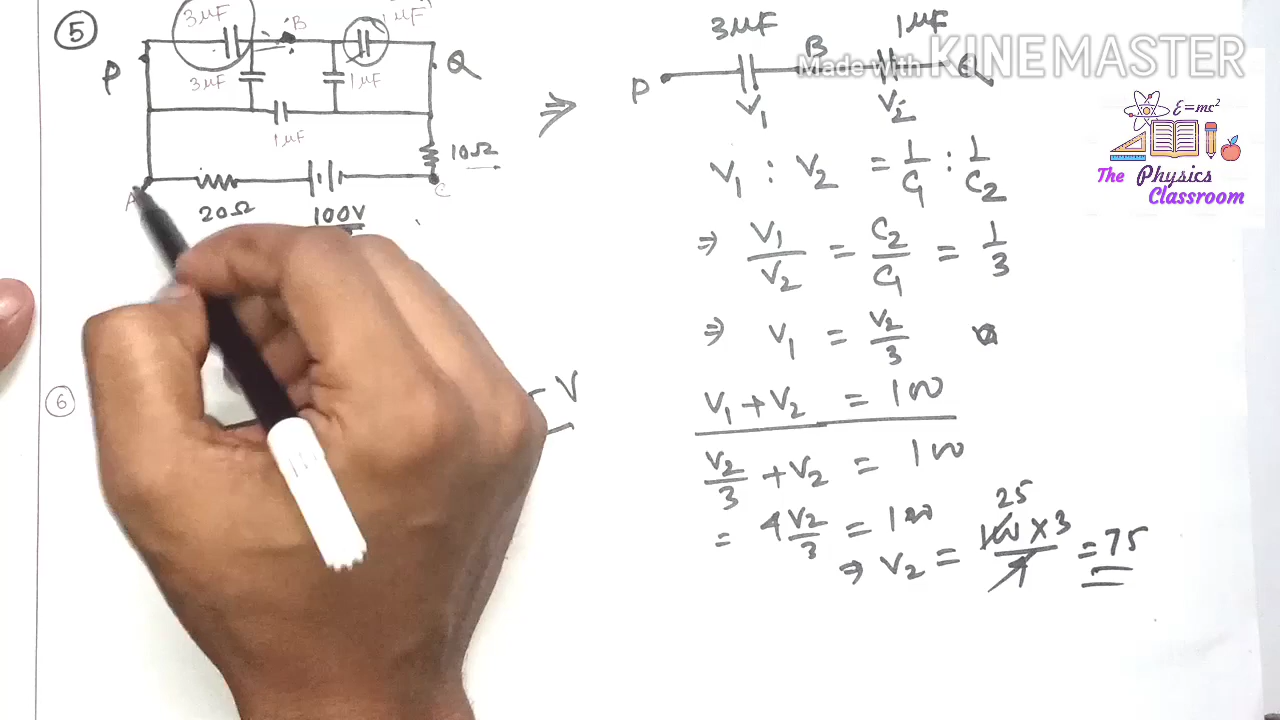 5
3μF
B
1μF
P
3μF
1μF
Q
1μF
10Ω
A
20Ω
100V
C
⇒
3μF
1μF
P
B
Q
Made with KINEMASTER
V1
V2
V1 : V2 = 1/C1 : 1/C2
⇒ V1/V2 = C2/C1 = 1/3
⇒ V1 = V2/3
V1 + V2 = 100
V2/3 + V2 = 100
= 4V2/3 = 100
⇒ V2 = 100 × 3/4 = 75
25
6
- V
E=mc²
The Physics
Classroom